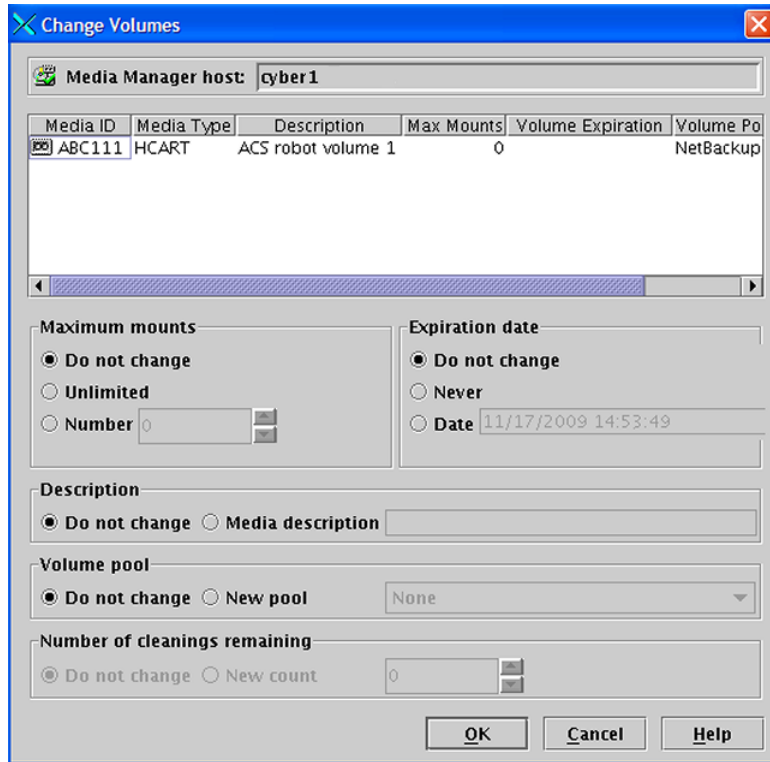 Change Volumes
Media Manager host: cyber1
Media ID Media Type Description Max Mounts Volume Expiration Volume Po
ABC111 HCART ACS robot volume 1 0 NetBackup
Maximum mounts
Do not change
Unlimited
Number 0
Expiration date
Do not change
Never
Date 11/17/2009 14:53:49
Description
Do not change Media description
Volume pool
Do not change New pool None
Number of cleanings remaining
Do not change New count 0
OK Cancel Help